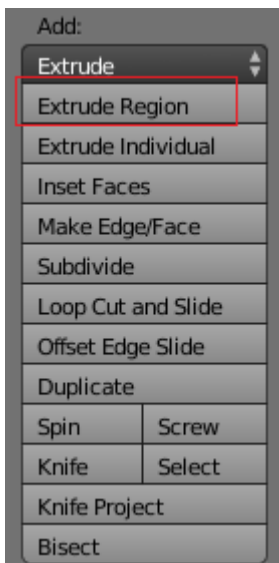 Add:
Extrude
Extrude Region
Extrude Individual
Inset Faces
Make Edge/Face
Subdivide
Loop Cut and Slide
Offset Edge Slide
Duplicate
Spin Screw
Knife Select
Knife Project
Bisect